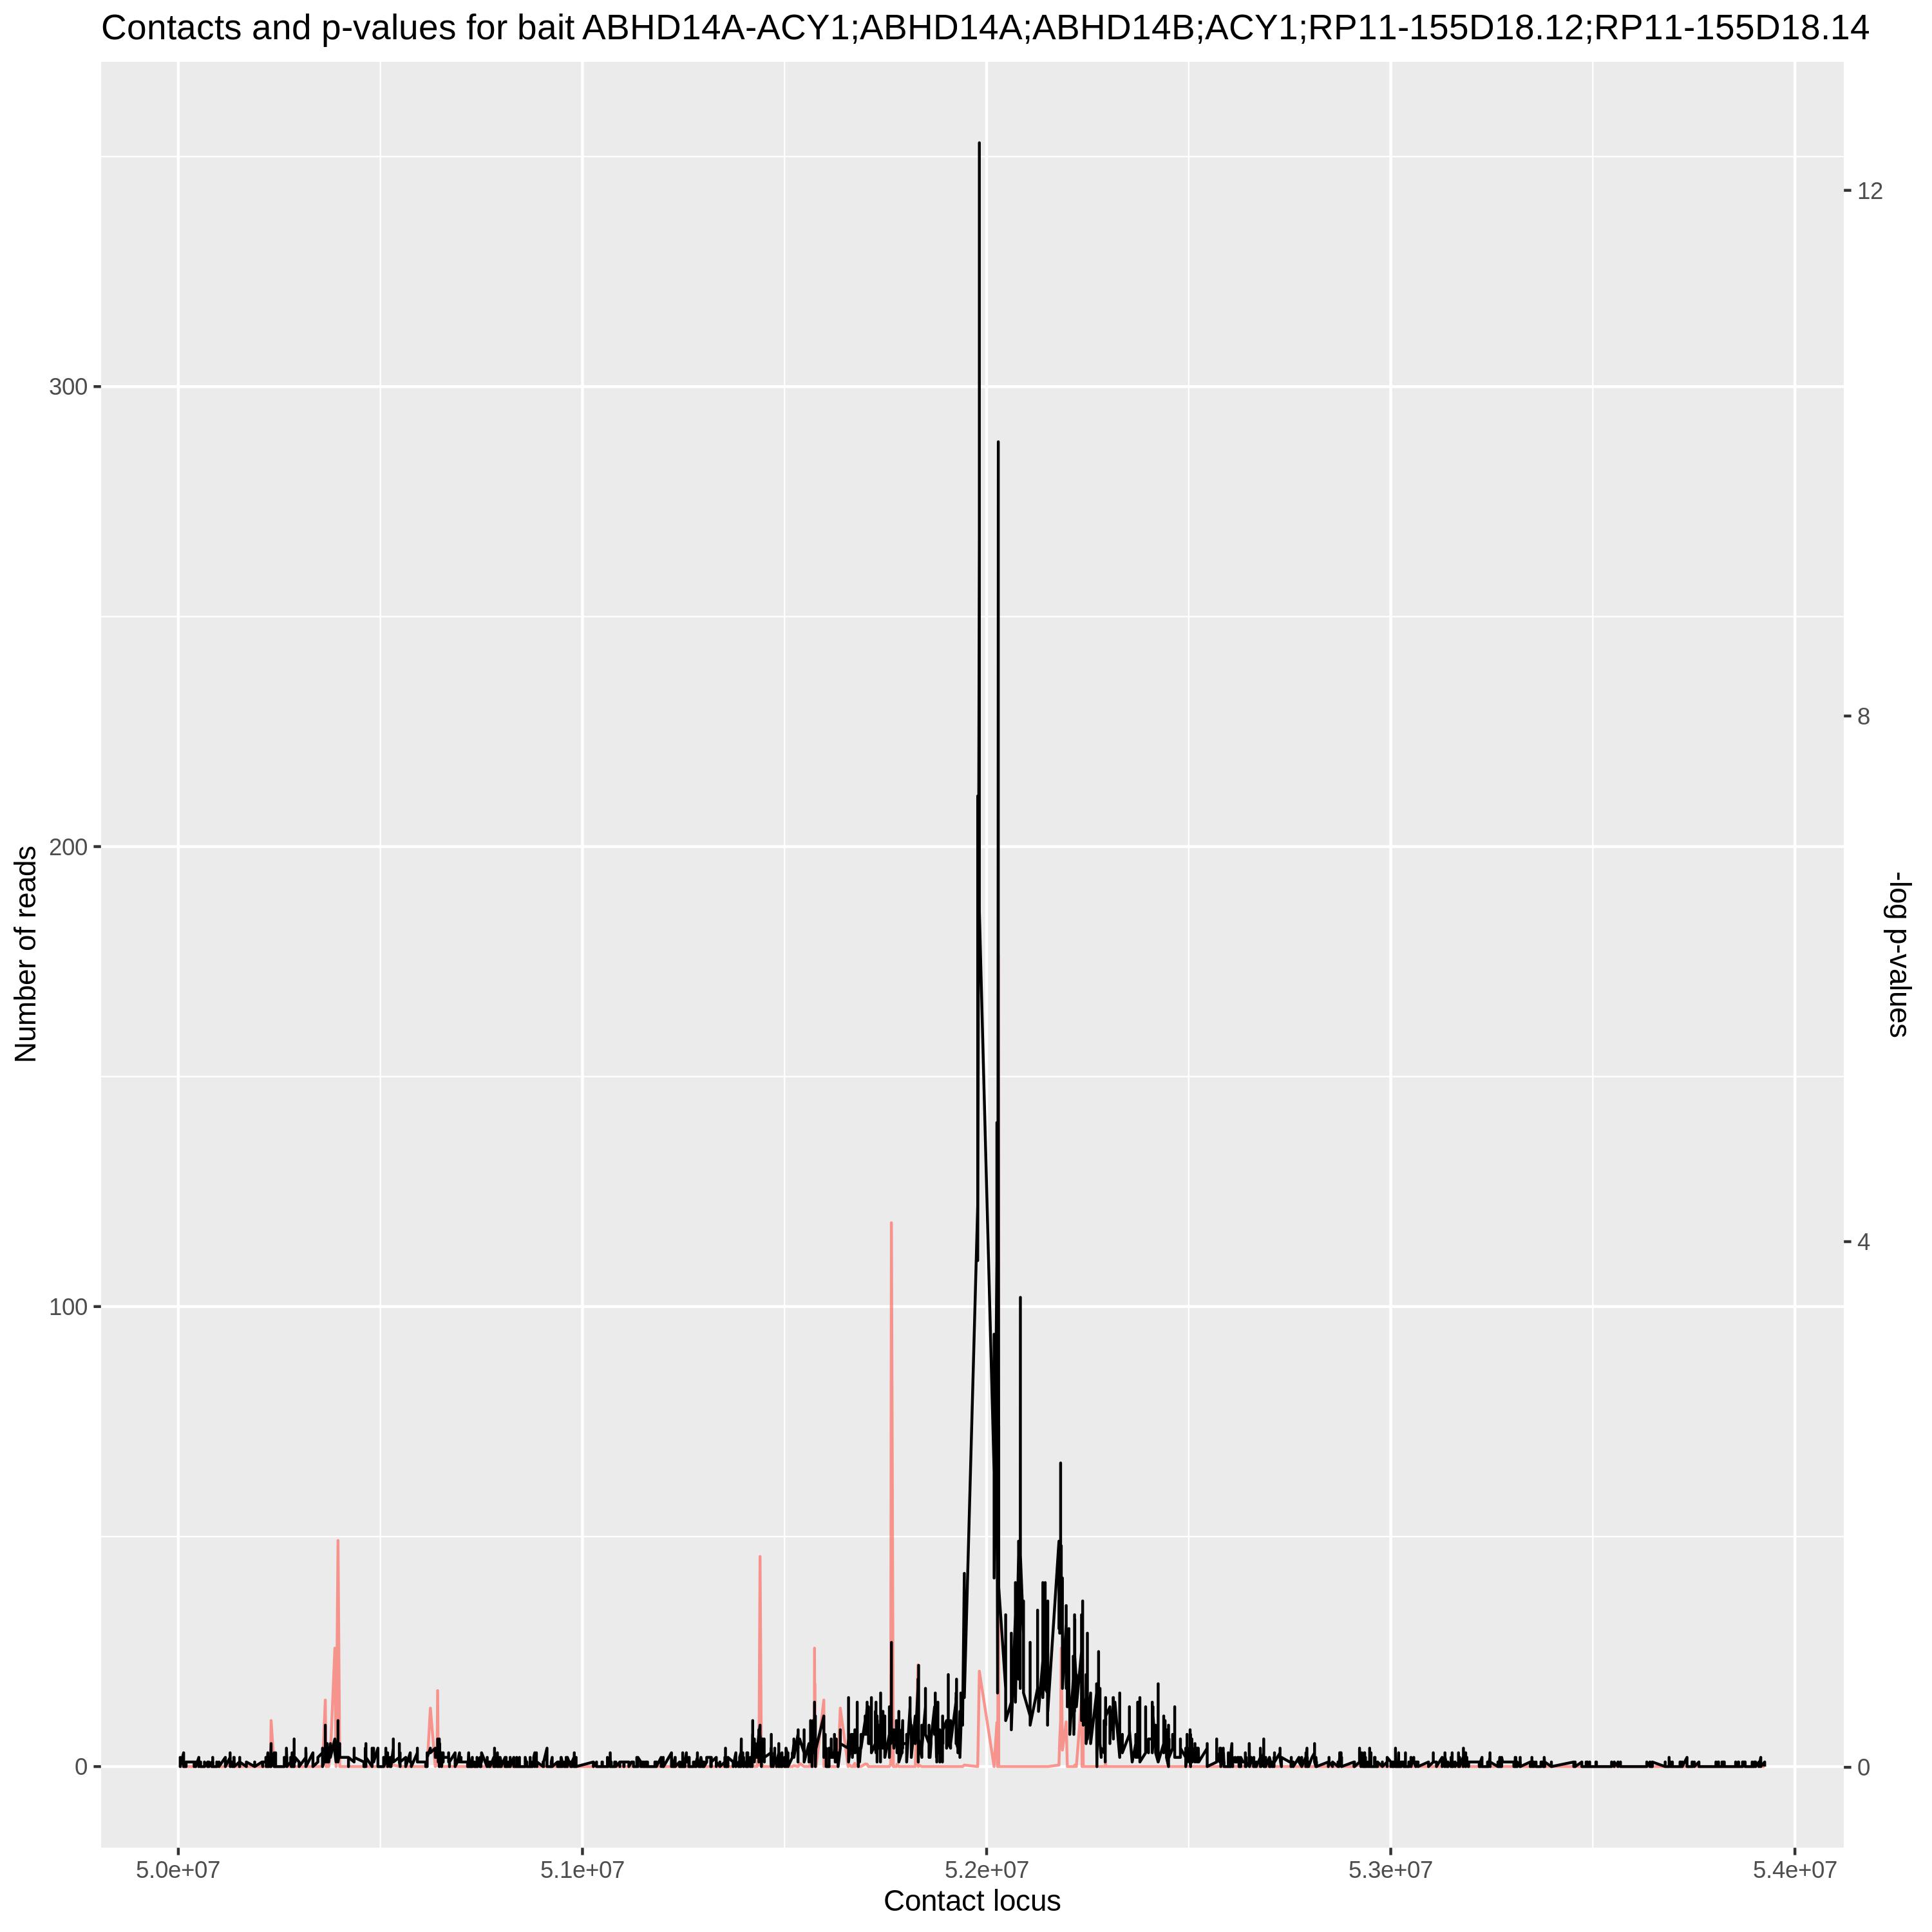 Contacts and p-values for bait ABHD14A-ACY1;ABHD14A;ABHD14B;ACY1;RP11-155D18.12;RP11-155D18.14
Number of reads
300
200
100
0
12
8
4
0
-log p-values
5.0e+07 5.1e+07 5.2e+07 5.3e+07 5.4e+07
Contact locus